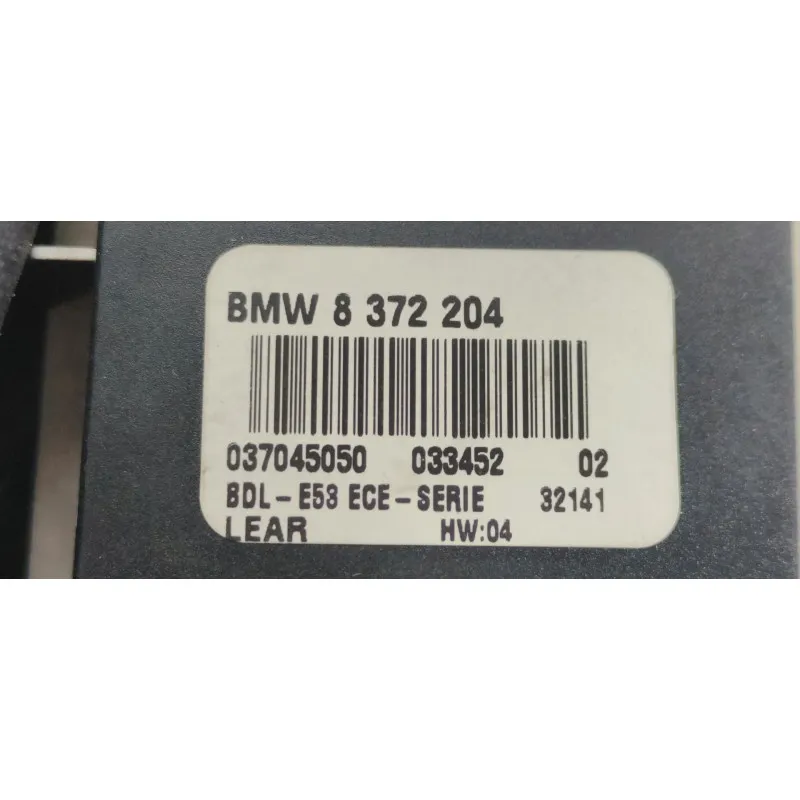 BMW 8 372 204
037045050 033452 02
BDL-E53 ECE-SERIE 32141
LEAR HW:04